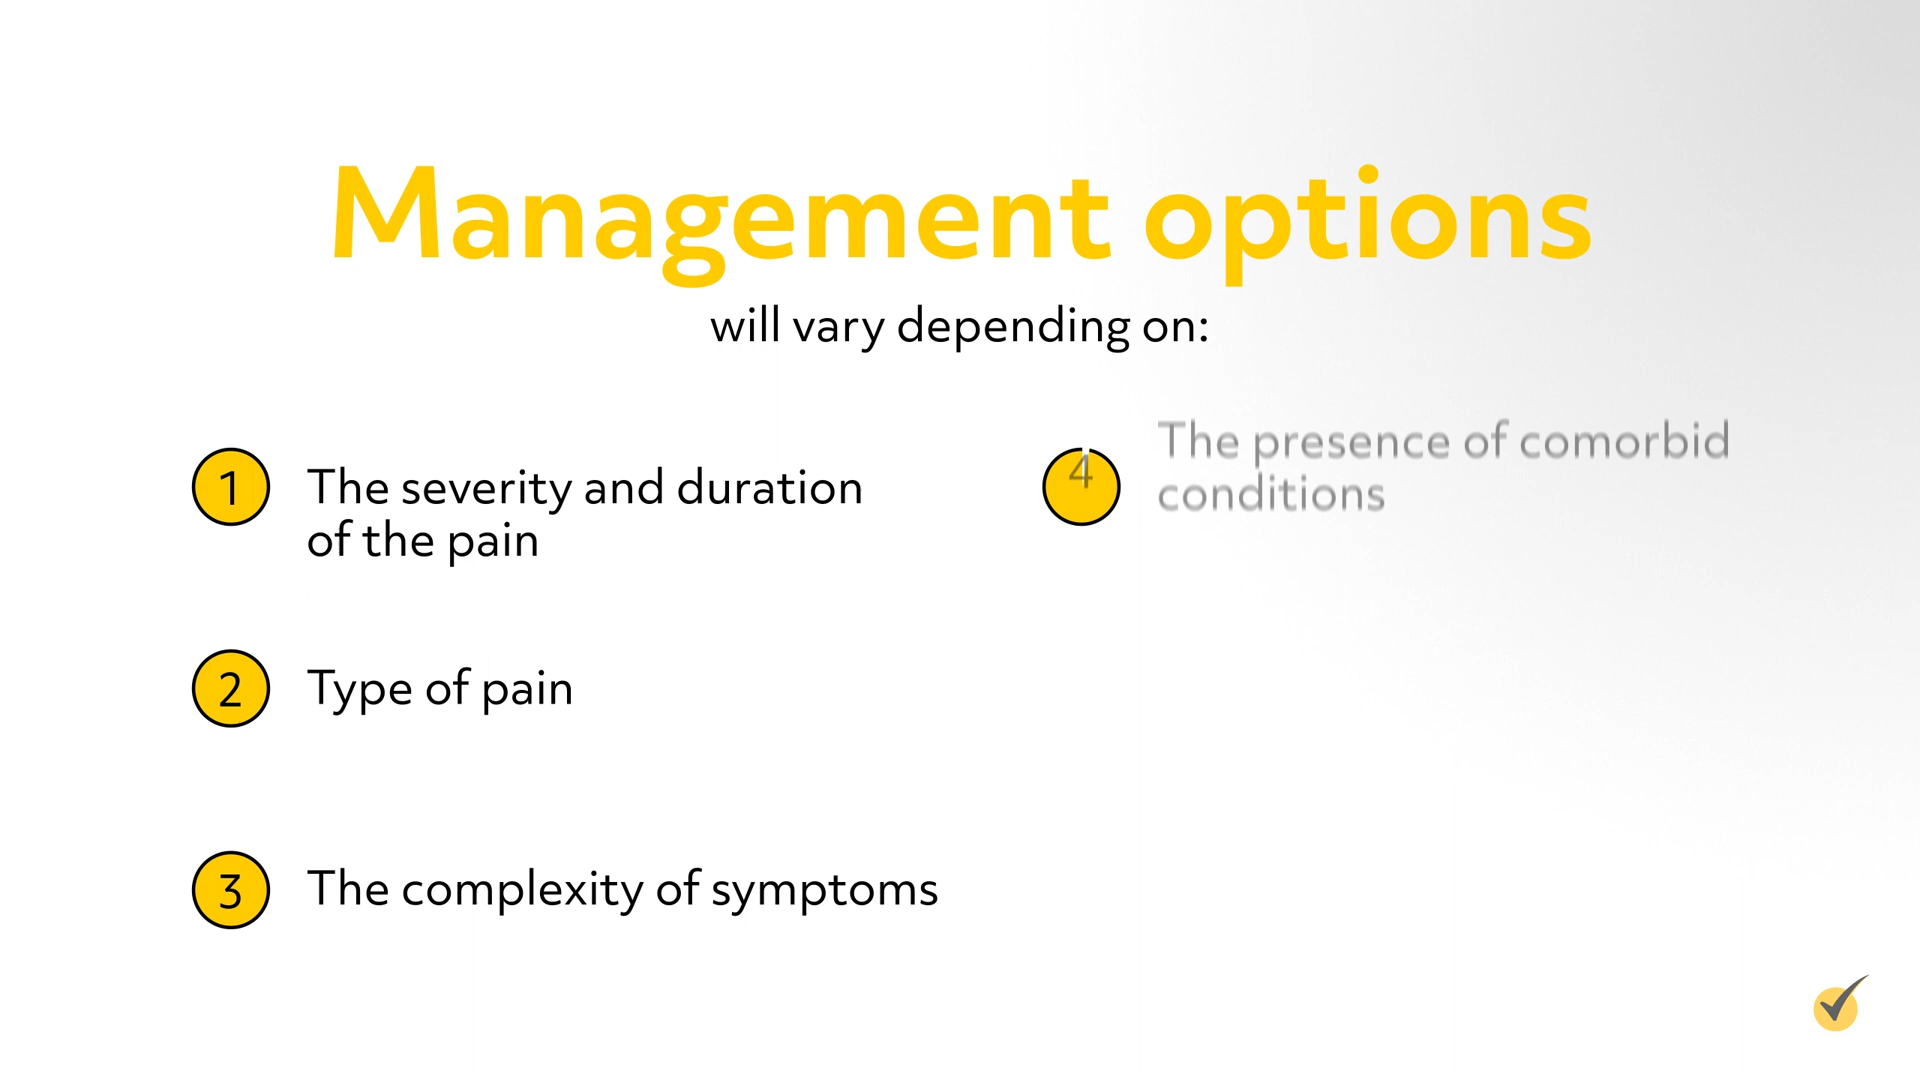 Management options
will vary depending on:
1 The severity and duration
of the pain
2 Type of pain
3 The complexity of symptoms
4 The presence of comorbid
conditions